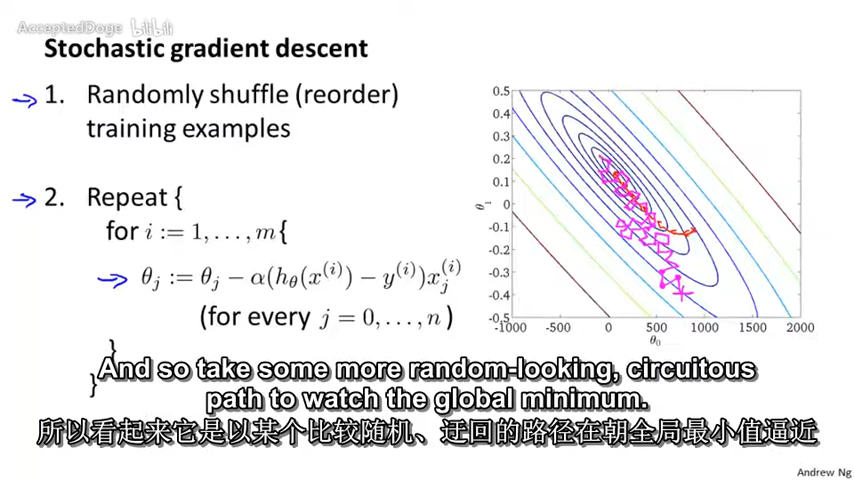 AcceptedDoge bilibili
Stochastic gradient descent
1. Randomly shuffle (reorder)
training examples
2. Repeat {
for i := 1, . . . , m{
θj := θj − α(hθ(x(i)) − y(i))xj(i)
(for every j = 0, . . . , n )
}
}
0.5
0.4
0.3
0.2
0.1
0
-0.1
-0.2
-0.3
-0.4
-0.5
θ1
-1000 -500 0 500 1000 1500 2000
θ0
And so take some more random-looking, circuitous
path to watch the global minimum.
所以看起来它是以某个比较随机、迂回的路径在朝全局最小值逼近
Andrew Ng